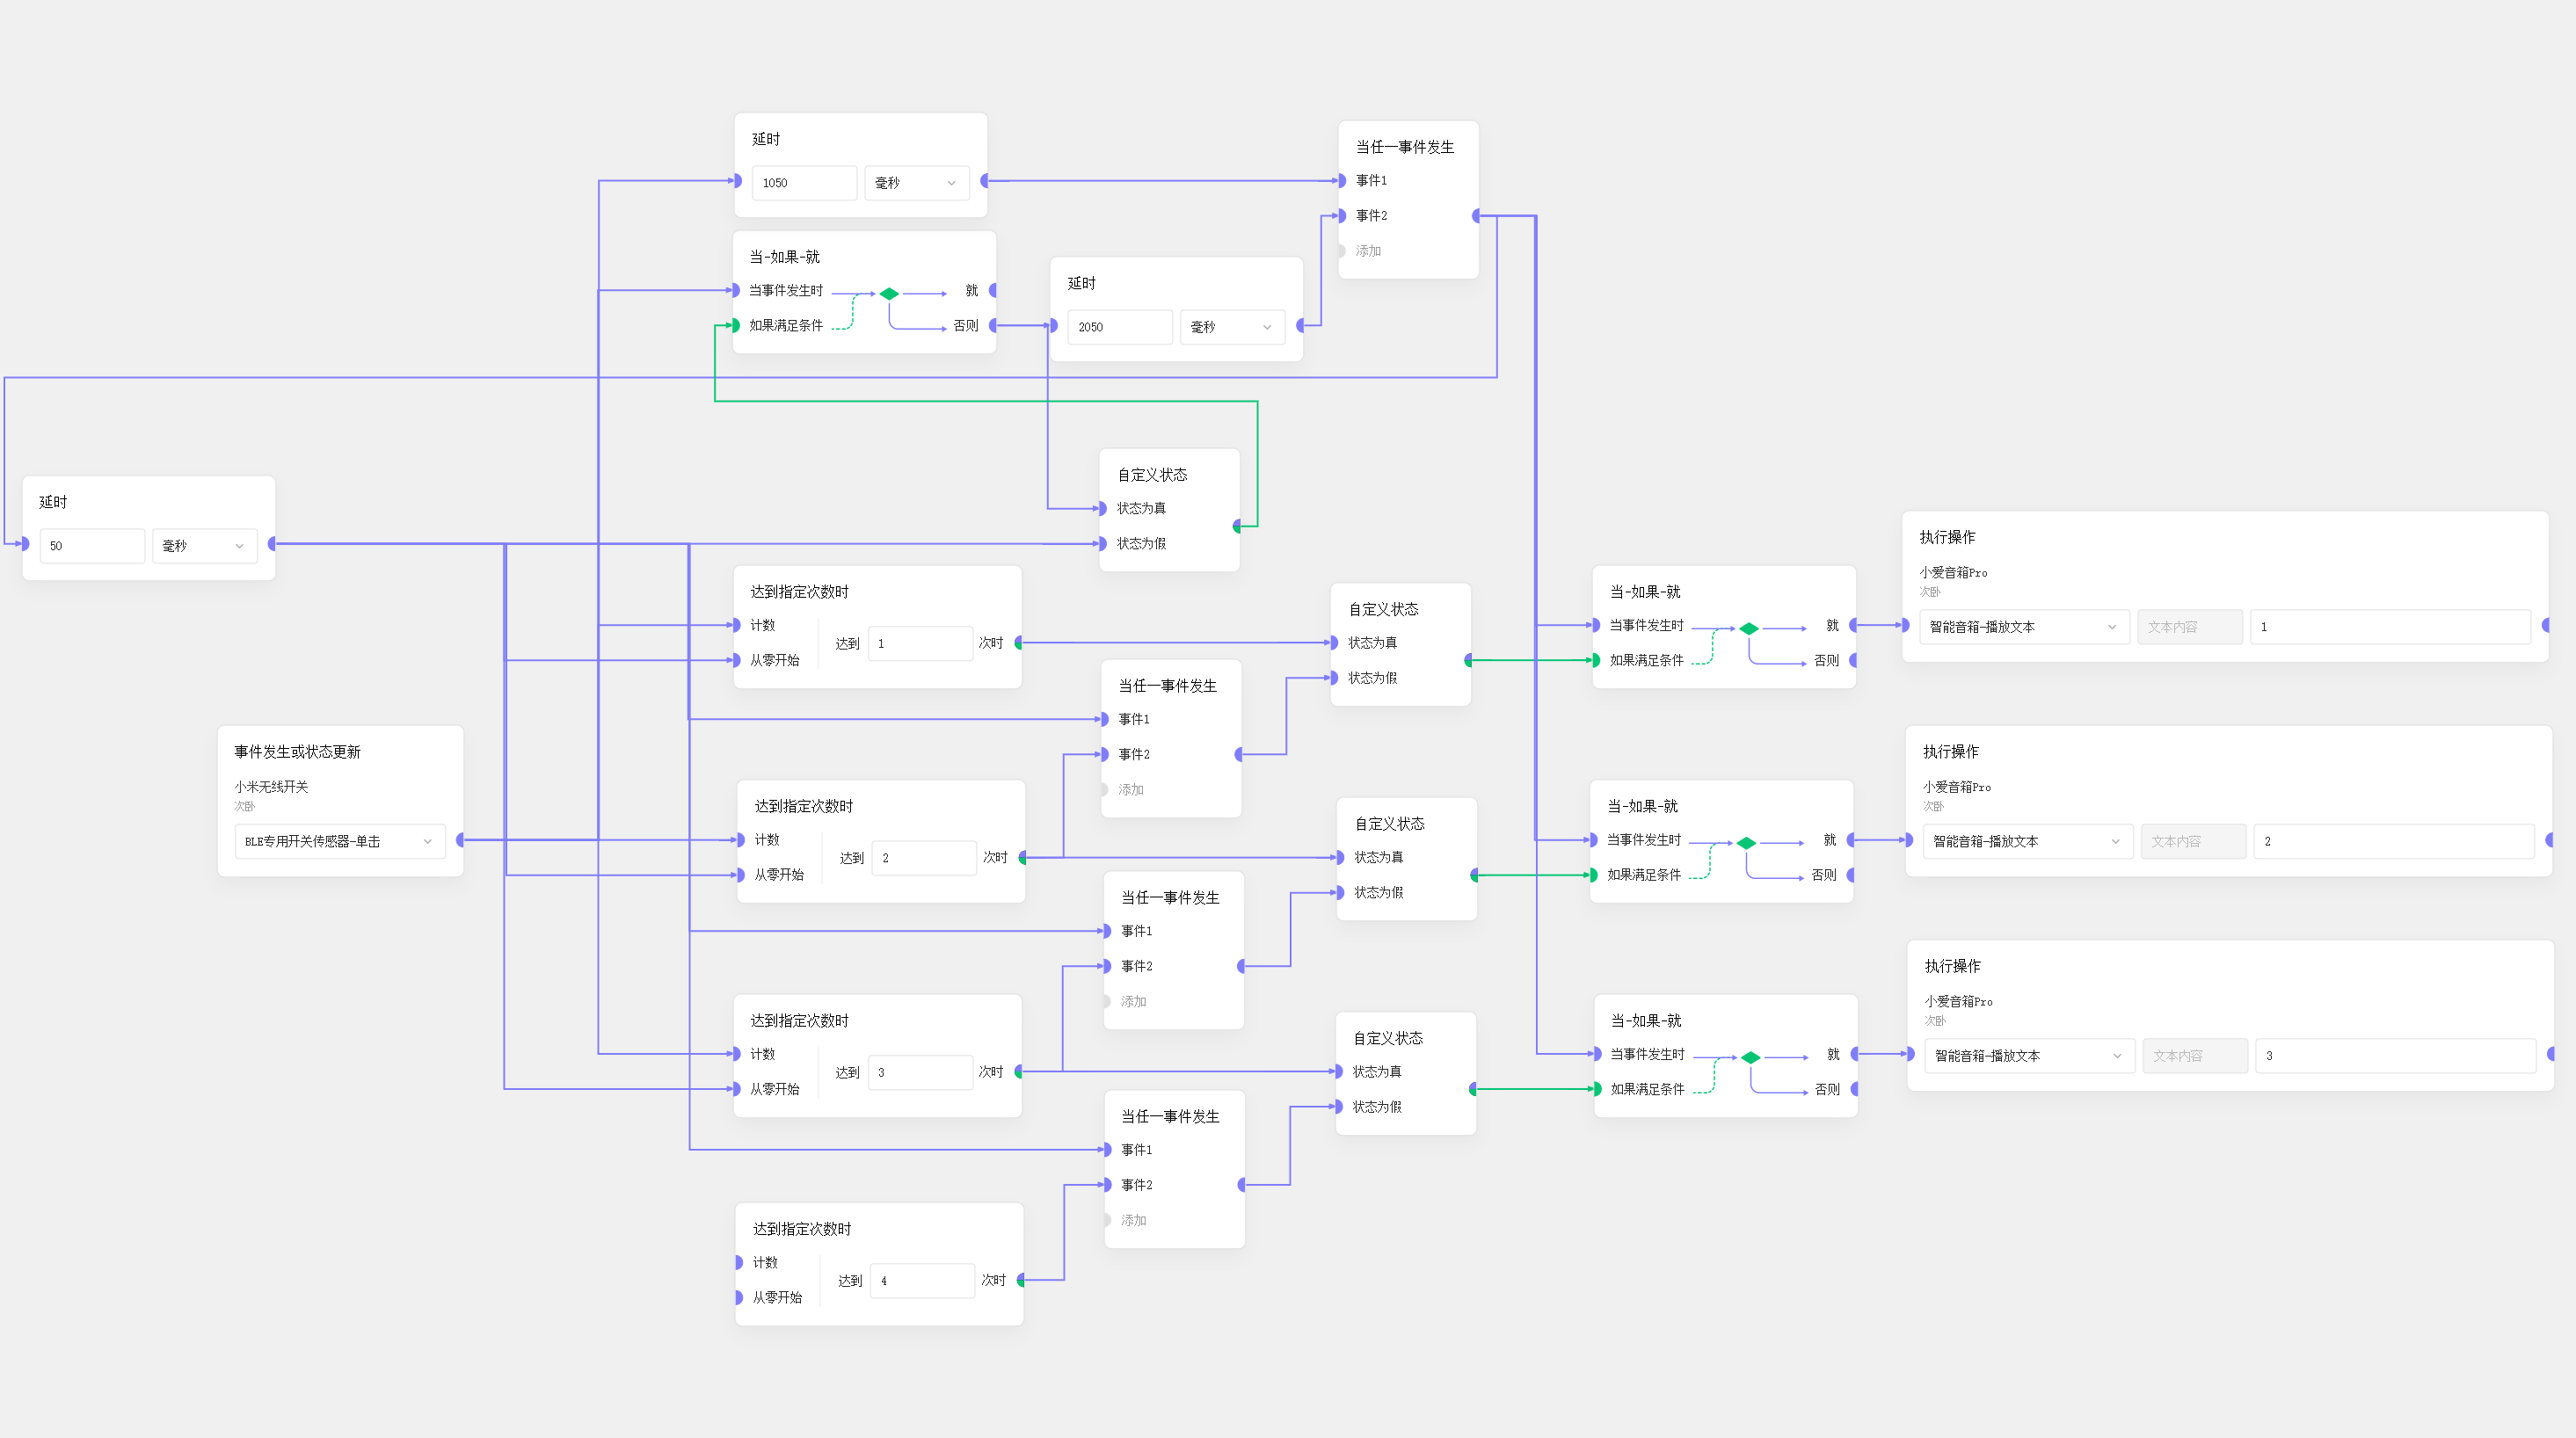 延时
1050 毫秒
当任一事件发生
事件1
事件2
添加
当-如果-就
当事件发生时 就
如果满足条件 否则
延时
2050 毫秒
自定义状态
状态为真
状态为假
延时
50 毫秒
达到指定次数时
计数
达到 1 次时
从零开始
自定义状态
状态为真
状态为假
当-如果-就
当事件发生时 就
如果满足条件 否则
执行操作
小爱音箱Pro
次卧
智能音箱-播放文本 文本内容 1
当任一事件发生
事件1
事件2
添加
事件发生或状态更新
小米无线开关
次卧
BLE专用开关传感器-单击
达到指定次数时
计数
达到 2 次时
从零开始
自定义状态
状态为真
状态为假
当-如果-就
当事件发生时 就
如果满足条件 否则
执行操作
小爱音箱Pro
次卧
智能音箱-播放文本 文本内容 2
当任一事件发生
事件1
事件2
添加
达到指定次数时
计数
达到 3 次时
从零开始
自定义状态
状态为真
状态为假
当-如果-就
当事件发生时 就
如果满足条件 否则
执行操作
小爱音箱Pro
次卧
智能音箱-播放文本 文本内容 3
当任一事件发生
事件1
事件2
添加
达到指定次数时
计数
达到 4 次时
从零开始